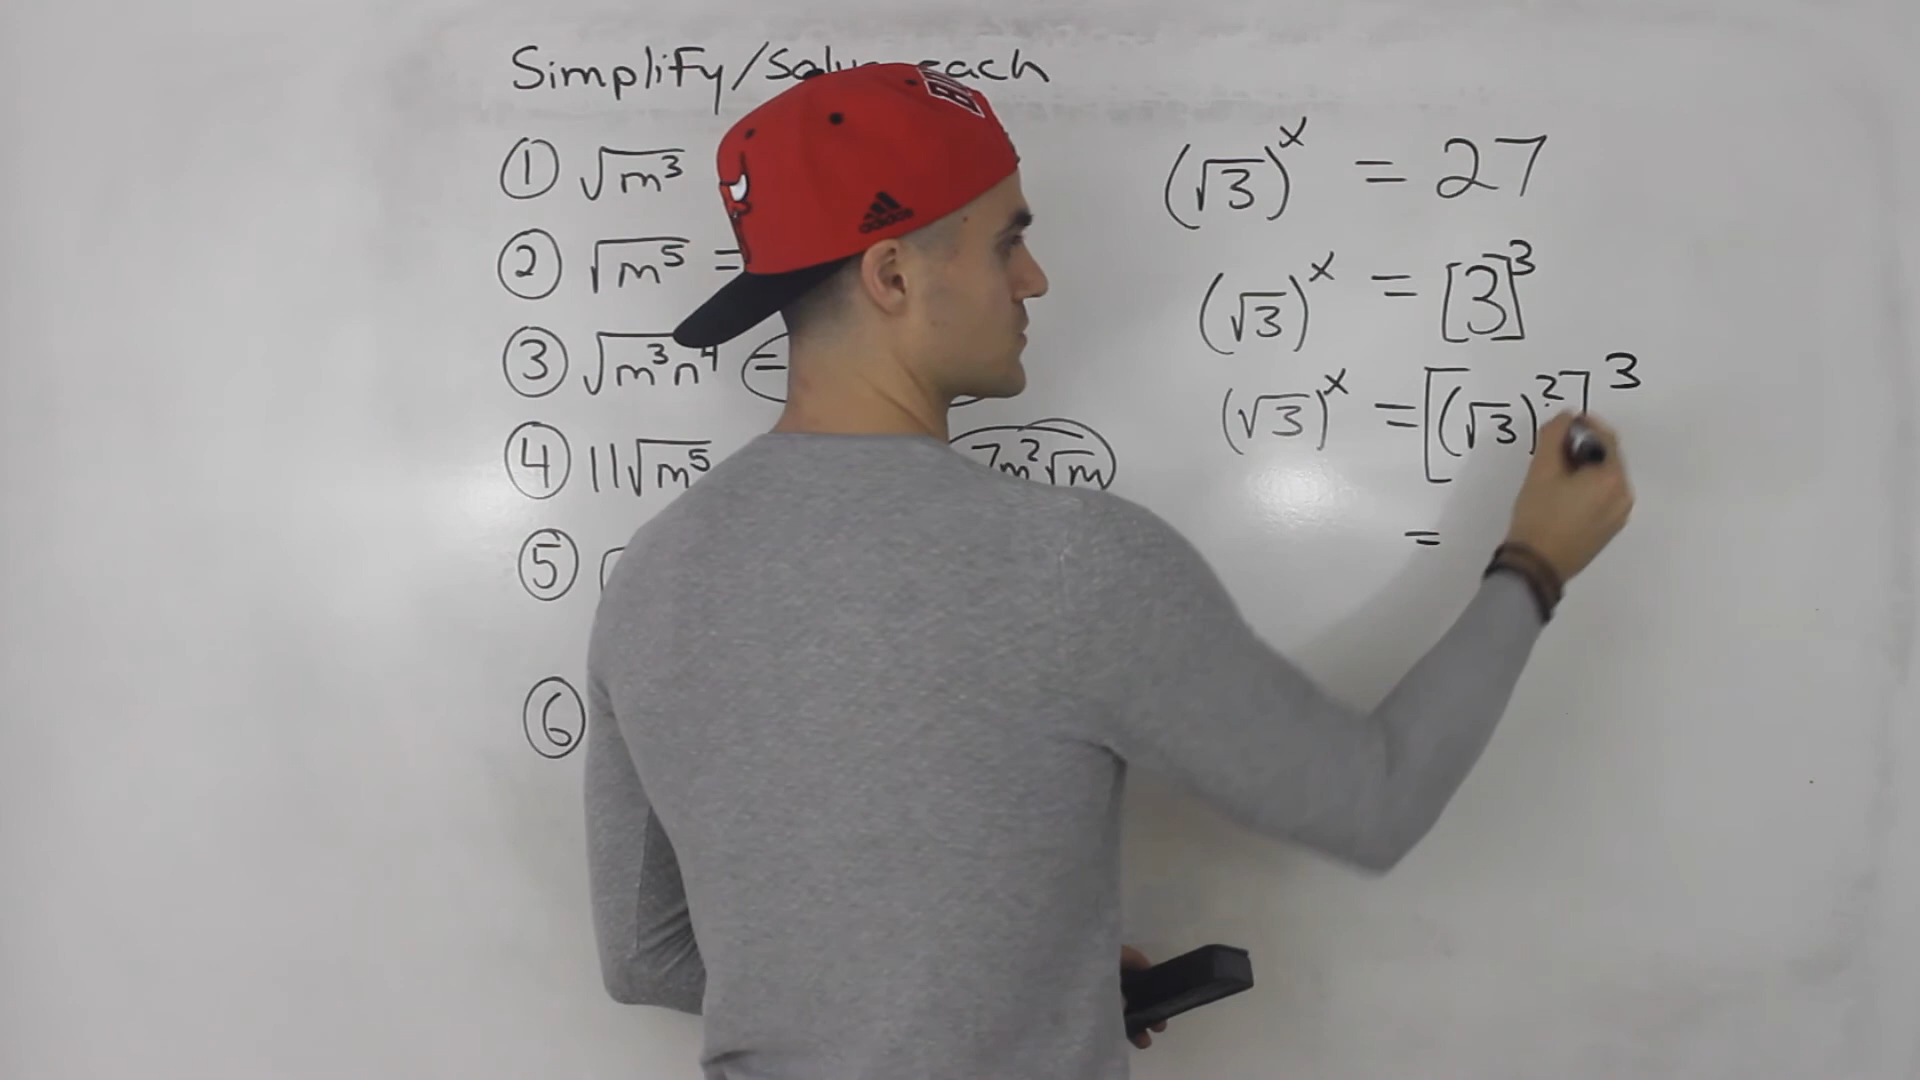 Simplify/Solve each
① √m³
② √m⁵ =
③ √m³n⁴ =
④ 11√m⁵ 7m²√m
⑤
⑥
(√3)ˣ = 27
(√3)ˣ = [3]³
(√3)ˣ = [(√3)²]³
=
adidas